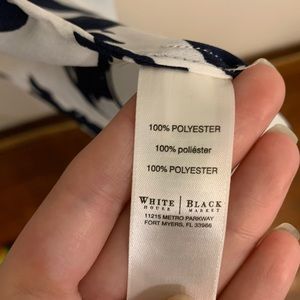 100% POLYESTER
100% poliéster
100% POLYESTER
WHITE | BLACK
HOUSE | MARKET
11215 METRO PARKWAY
FORT MYERS, FL 33966